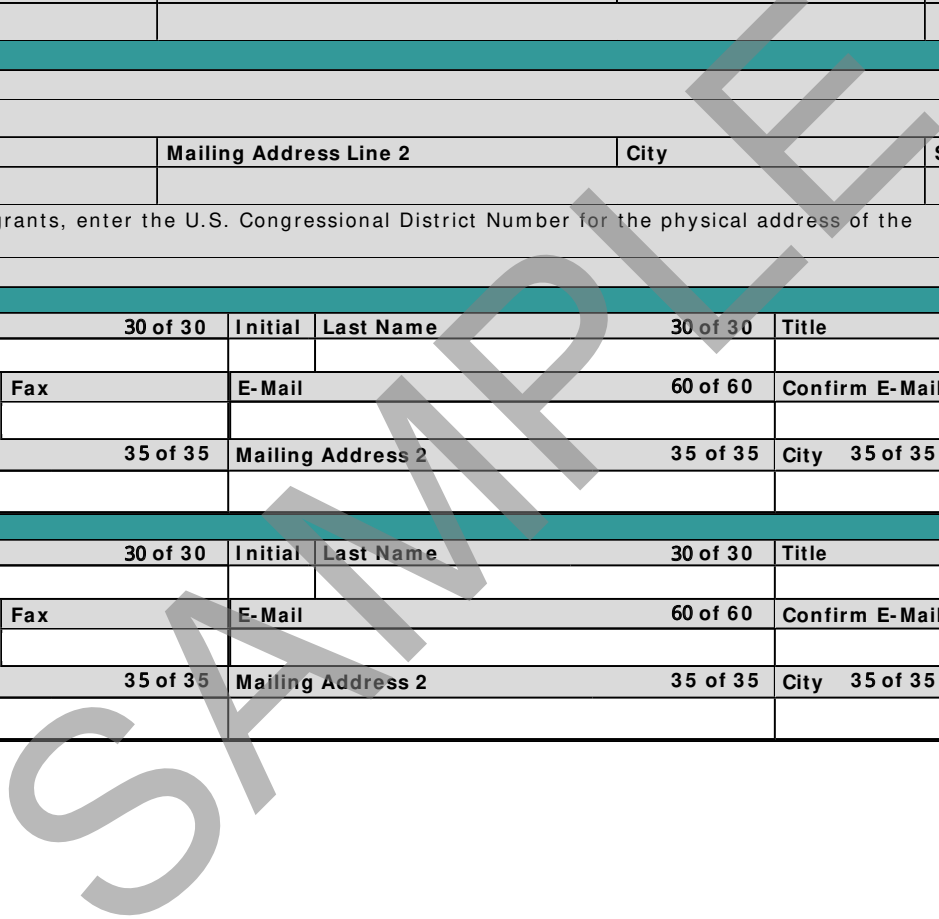 Mailing Address Line 2 City
grants, enter the U.S. Congressional District Number for the physical address of the
30 of 30 Initial Last Name 30 of 30 Title
Fax E-Mail 60 of 60 Confirm E-Mail
35 of 35 Mailing Address 2 35 of 35 City 35 of 35
30 of 30 Initial Last Name 30 of 30 Title
Fax E-Mail 60 of 60 Confirm E-Mail
35 of 35 Mailing Address 2 35 of 35 City 35 of 35
SAMPLE